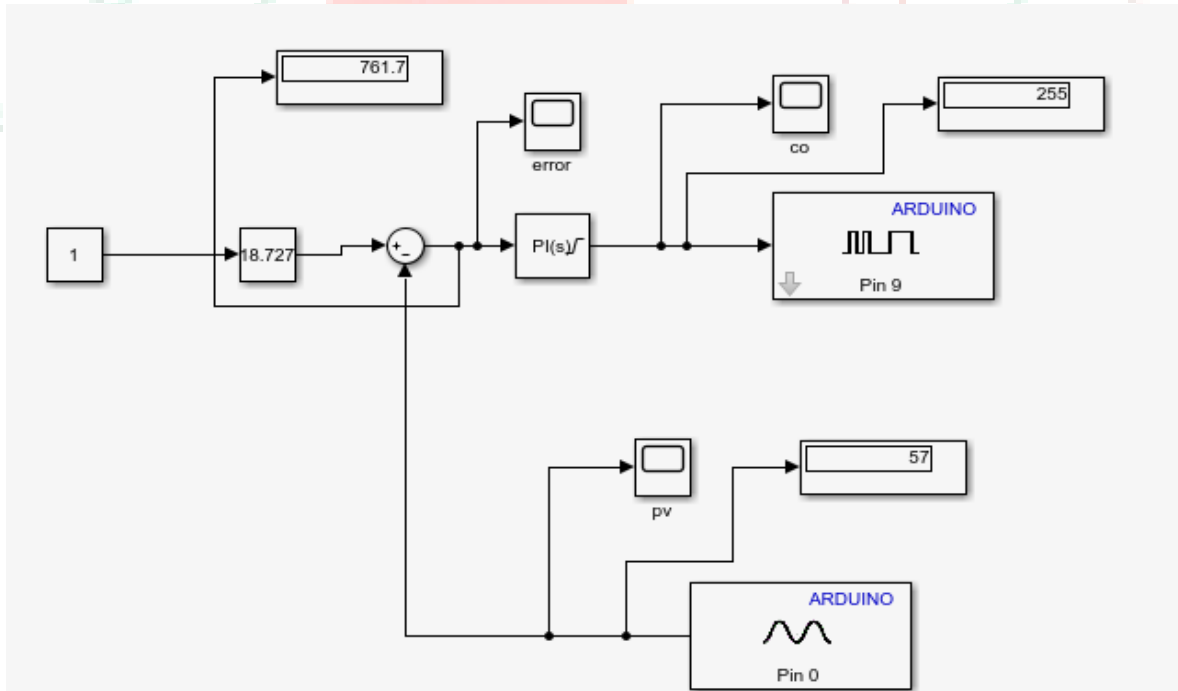 761.7
error
co
255
1
18.727
PI(s)
ARDUINO
Pin 9
pv
57
ARDUINO
Pin 0